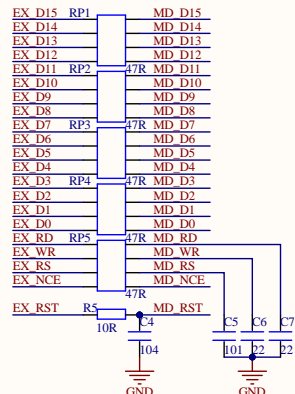 EX_D15 RP1 MD_D15
EX_D14 MD_D14
EX_D13 MD_D13
EX_D12 MD_D12
EX_D11 RP2 47R MD_D11
EX_D10 MD_D10
EX_D9 MD_D9
EX_D8 MD_D8
EX_D7 RP3 47R MD_D7
EX_D6 MD_D6
EX_D5 MD_D5
EX_D4 MD_D4
EX_D3 RP4 47R MD_D3
EX_D2 MD_D2
EX_D1 MD_D1
EX_D0 MD_D0
EX_RD RP5 47R MD_RD
EX_WR MD_WR
EX_RS MD_RS
EX_NCE MD_NCE
47R
EX_RST R5 MD_RST
10R C4 C5 C6 C7
104 101 22 22
GND GND